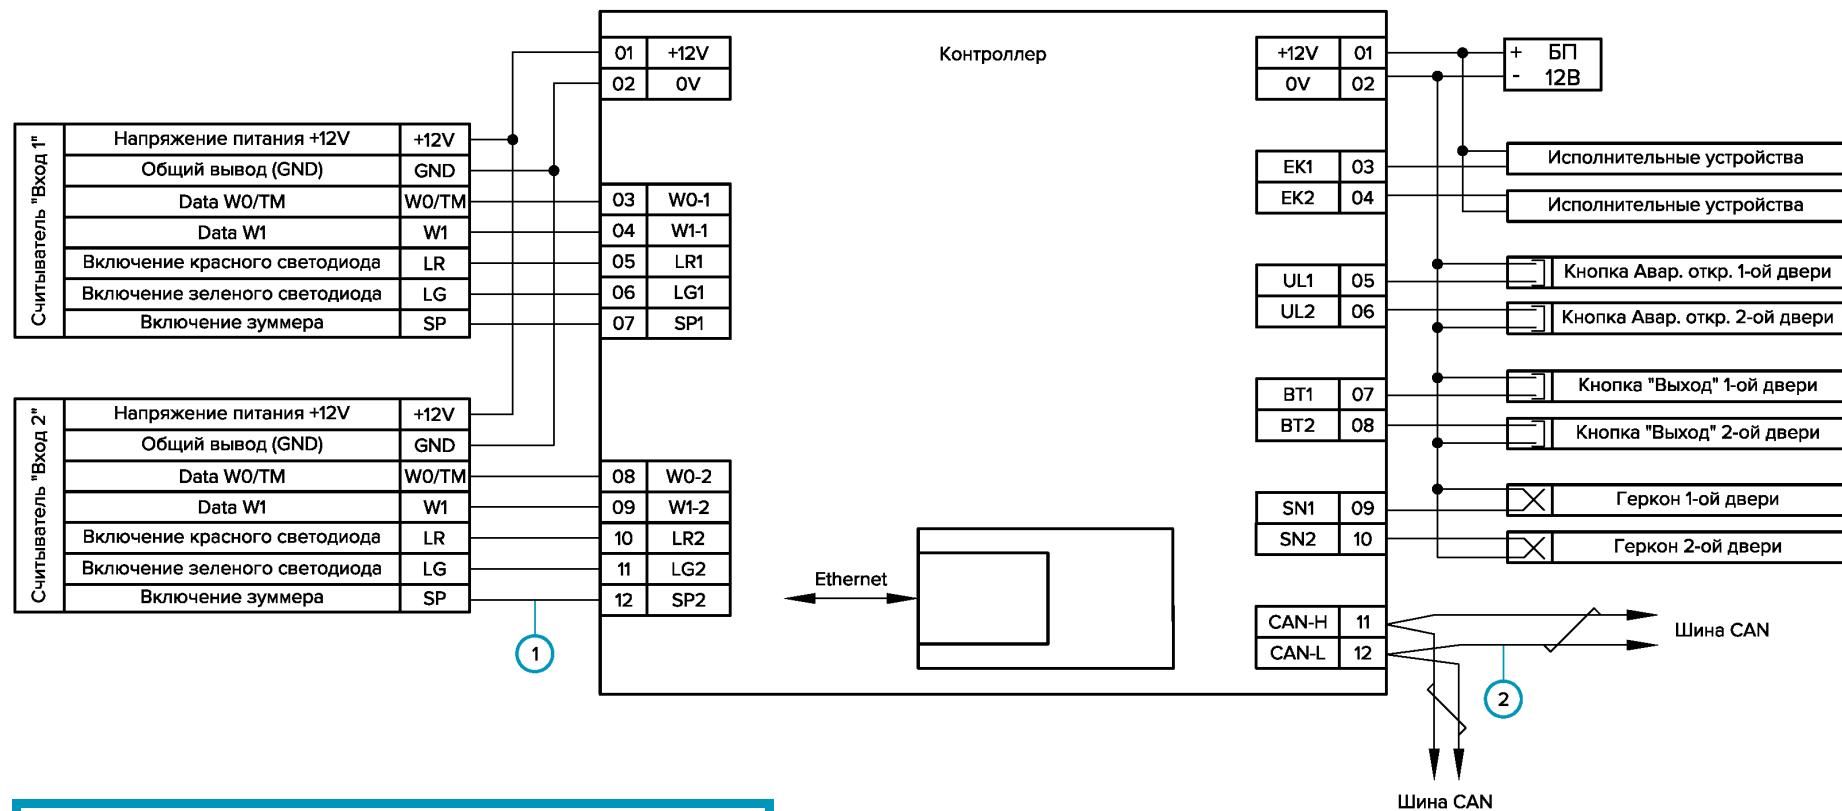 Контроллер
01 +12V
02 0V
Считыватель "Вход 1"
Напряжение питания +12V +12V
Общий вывод (GND) GND
Data W0/TM W0/TM
Data W1 W1
Включение красного светодиода LR
Включение зеленого светодиода LG
Включение зуммера SP
03 W0-1
04 W1-1
05 LR1
06 LG1
07 SP1
Считыватель "Вход 2"
Напряжение питания +12V +12V
Общий вывод (GND) GND
Data W0/TM W0/TM
Data W1 W1
Включение красного светодиода LR
Включение зеленого светодиода LG
Включение зуммера SP
08 W0-2
09 W1-2
10 LR2
11 LG2
12 SP2
1
Ethernet
+12V 01
0V 02
+ БП
- 12В
EK1 03
EK2 04
Исполнительные устройства
Исполнительные устройства
UL1 05
UL2 06
Кнопка Авар. откр. 1-ой двери
Кнопка Авар. откр. 2-ой двери
BT1 07
BT2 08
Кнопка "Выход" 1-ой двери
Кнопка "Выход" 2-ой двери
SN1 09
SN2 10
Геркон 1-ой двери
Геркон 2-ой двери
CAN-H 11
CAN-L 12
Шина CAN
2
Шина CAN